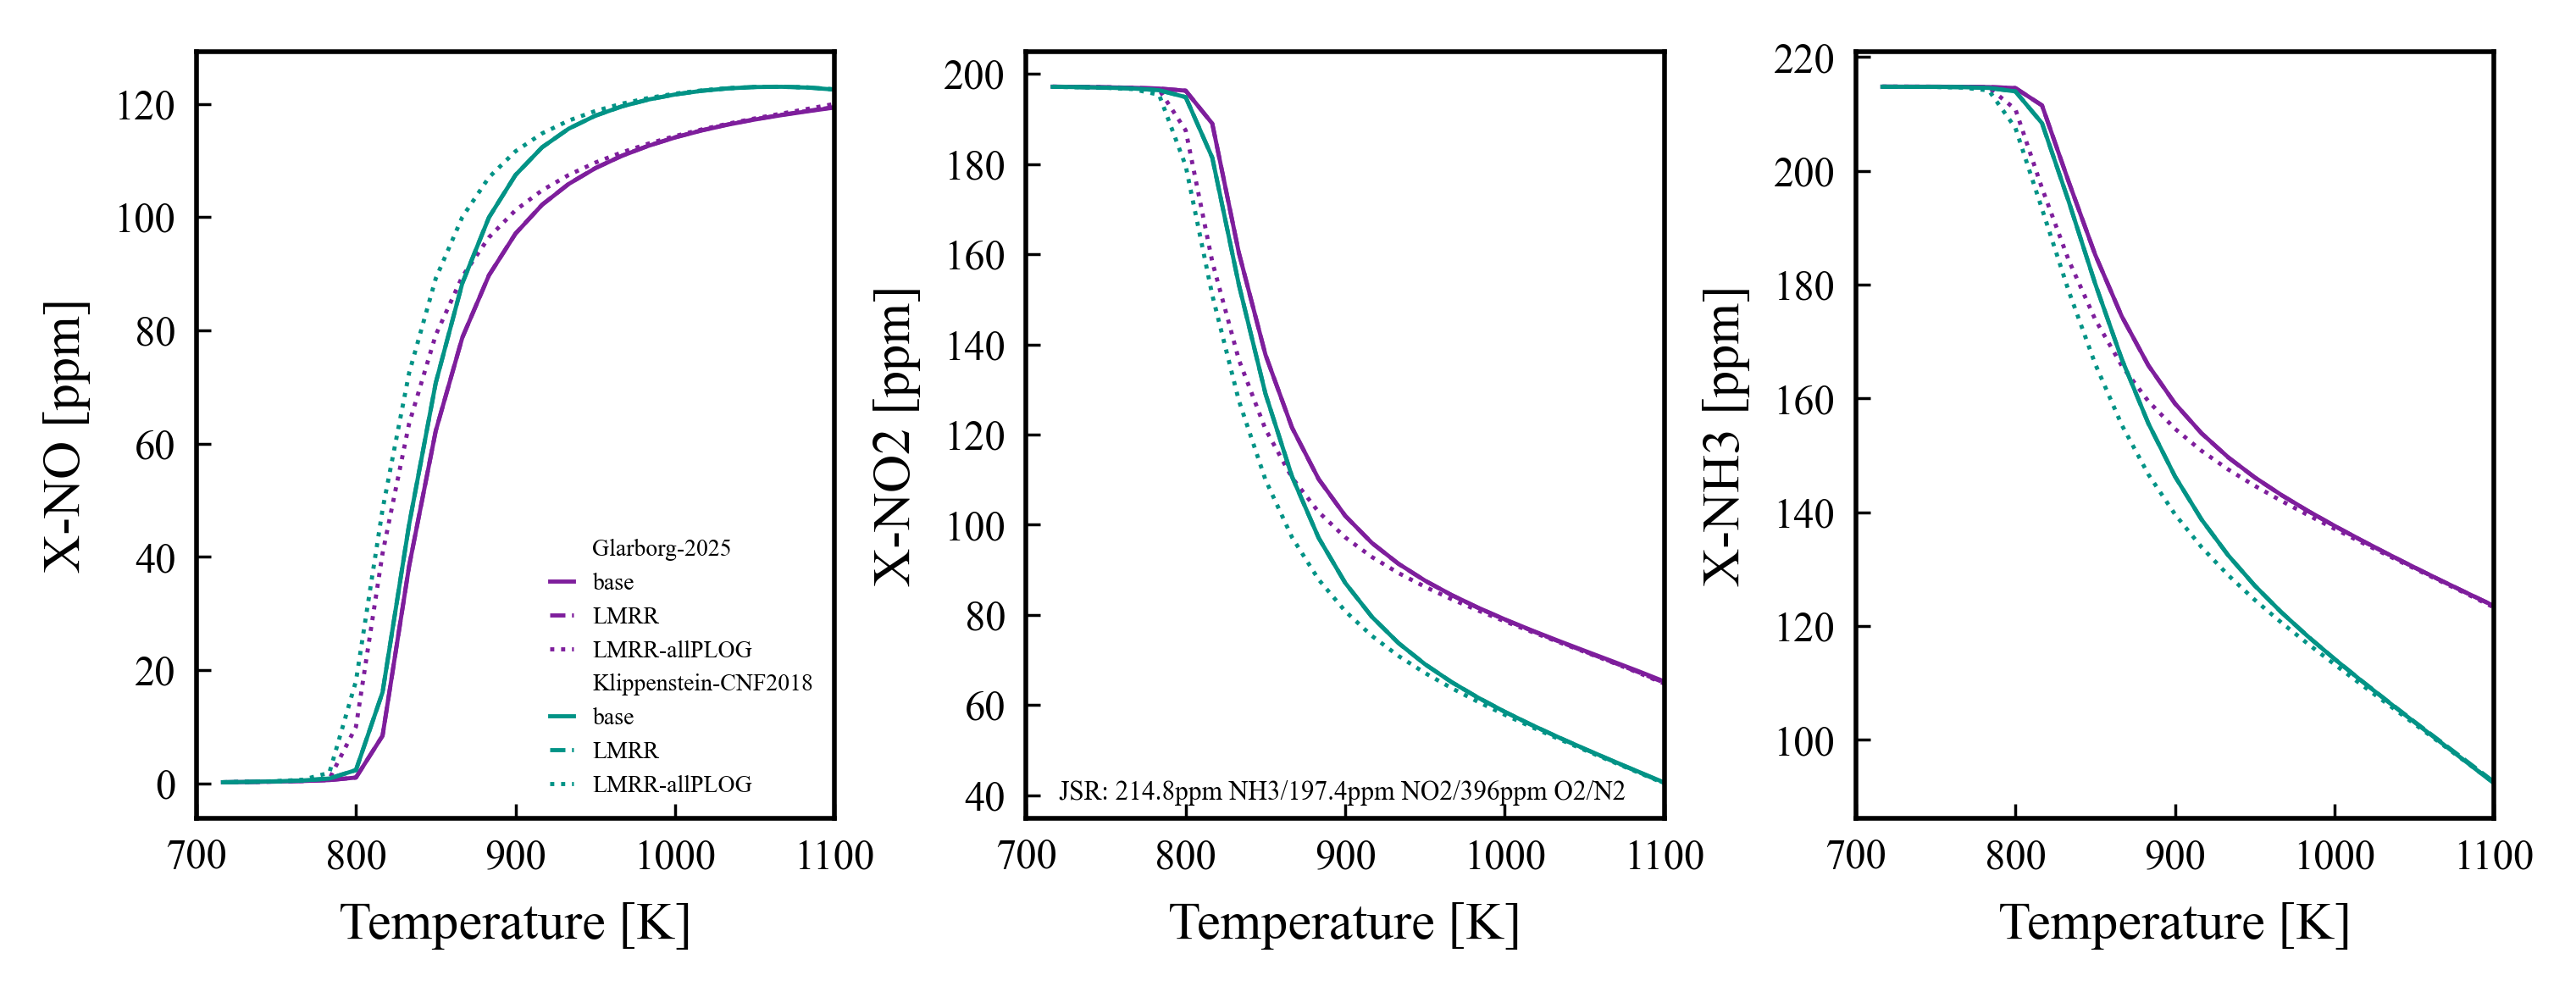 120
100
80
60
40
20
0
X-NO [ppm]
Glarborg-2025
base
LMRR
LMRR-allPLOG
Klippenstein-CNF2018
base
LMRR
LMRR-allPLOG
700 800 900 1000 1100
Temperature [K]
200
180
160
140
120
100
80
60
40
X-NO2 [ppm]
JSR: 214.8ppm NH3/197.4ppm NO2/396ppm O2/N2
700 800 900 1000 1100
Temperature [K]
220
200
180
160
140
120
100
X-NH3 [ppm]
700 800 900 1000 1100
Temperature [K]